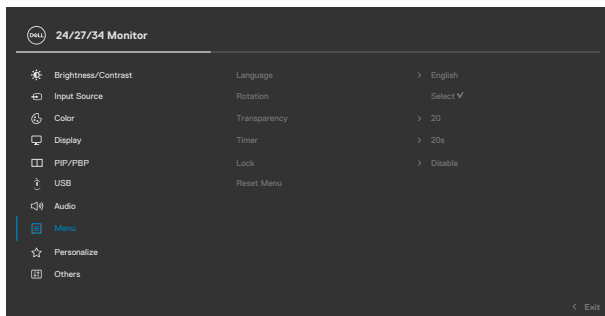 DELL 24/27/34 Monitor
Brightness/Contrast Language > English
Input Source Rotation Select
Color Transparency > 20
Display Timer > 20s
PIP/PBP Lock > Disable
USB Reset Menu
Audio
Menu
Personalize
Others
< Exit